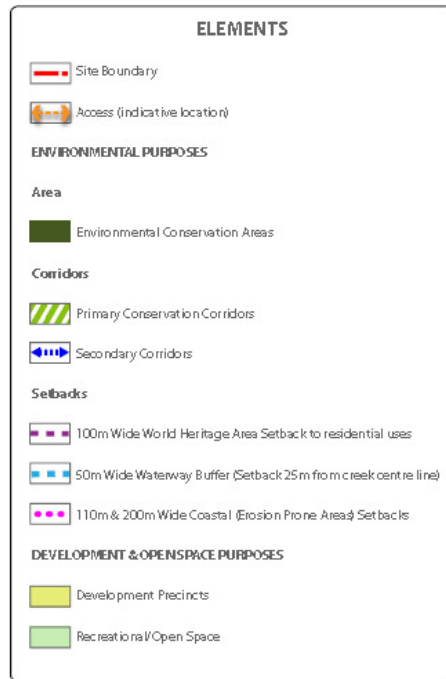 ELEMENTS
Site Boundary
Access (indicative location)
ENVIRONMENTAL PURPOSES
Area
Environmental Conservation Areas
Corridors
Primary Conservation Corridors
Secondary Corridors
Setbacks
100m Wide World Heritage Area Setback to residential uses
50m Wide Waterway Buffer (Setback 25m from creek centre line)
110m & 200m Wide Coastal (Erosion Prone Areas) Setbacks
DEVELOPMENT & OPEN SPACE PURPOSES
Development Precincts
Recreational/Open Space